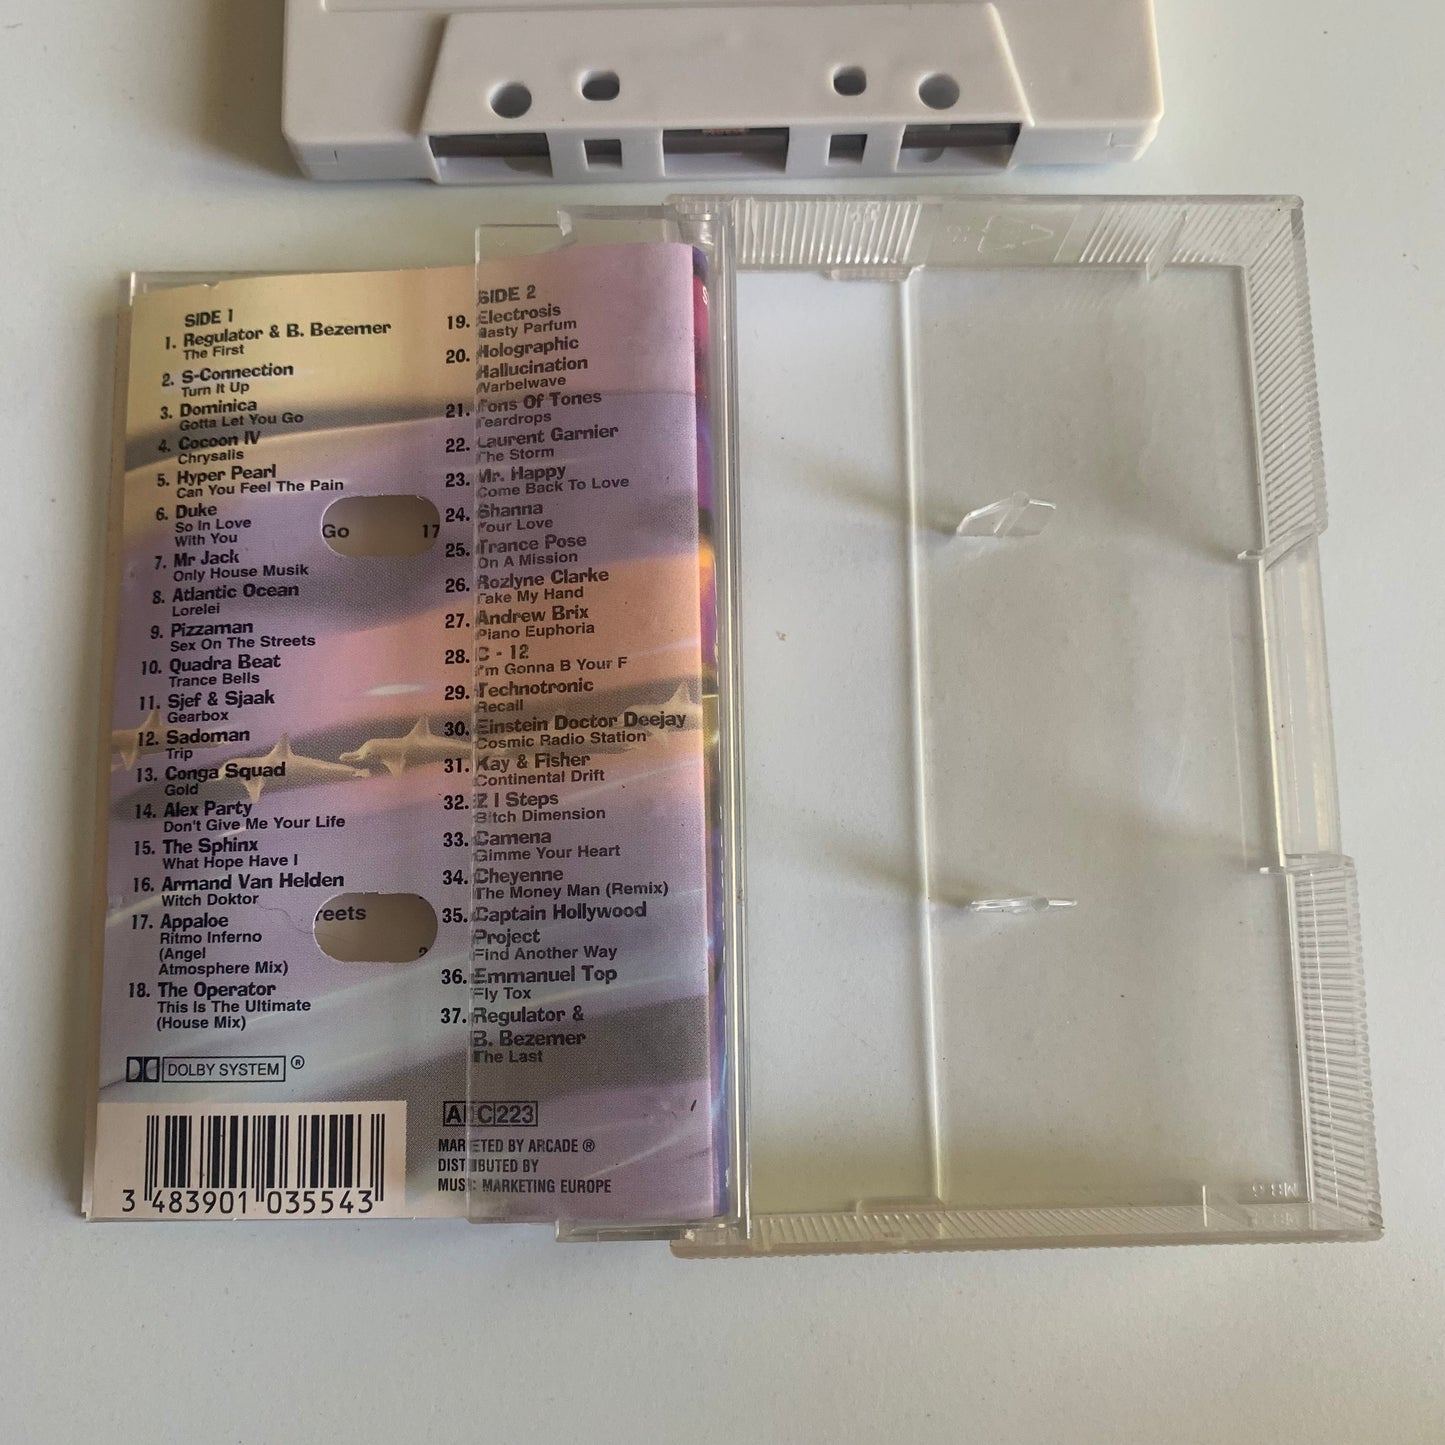 SIDE 1
1. Regulator & B. Bezemer
The First
2. S-Connection
Turn It Up
3. Dominica
Gotta Let You Go
4. Cocoon IV
Chrysalis
5. Hyper Pearl
Can You Feel The Pain
6. Duke
So In Love
With You
7. Mr Jack
Only House Musik
8. Atlantic Ocean
Lorelei
9. Pizzaman
Sex On The Streets
10. Quadra Beat
Trance Bells
11. Sjef & Sjaak
Gearbox
12. Sadoman
Trip
13. Conga Squad
Gold
14. Alex Party
Don't Give Me Your Life
15. The Sphinx
What Hope Have I
16. Armand Van Helden
Witch Doktor
17. Appaloe
Ritmo Inferno
(Angel
Atmosphere Mix)
18. The Operator
This Is The Ultimate
(House Mix)
Go 17
reets
DOLBY SYSTEM ®
3 483901 035543
SIDE 2
19. Electrosis
Nasty Parfum
20. Holographic
Hallucination
Warbelwave
21. Tons Of Tones
Teardrops
22. Laurent Garnier
The Storm
23. Mr. Happy
Come Back To Love
24. Shanna
Your Love
25. Trance Pose
On A Mission
26. Rozlyne Clarke
Take My Hand
27. Andrew Brix
Piano Euphoria
28. C - 12
I'm Gonna B Your F
29. Technotronic
Recall
30. Einstein Doctor Deejay
Cosmic Radio Station
31. Kay & Fisher
Continental Drift
32. 2 I Steps
Bitch Dimension
33. Camena
Gimme Your Heart
34. Cheyenne
The Money Man (Remix)
35. Captain Hollywood
Project
Find Another Way
36. Emmanuel Top
Fly Tox
37. Regulator &
B. Bezemer
The Last
223
MARKETED BY ARCADE ®
DISTRIBUTED BY
MUSIC MARKETING EUROPE